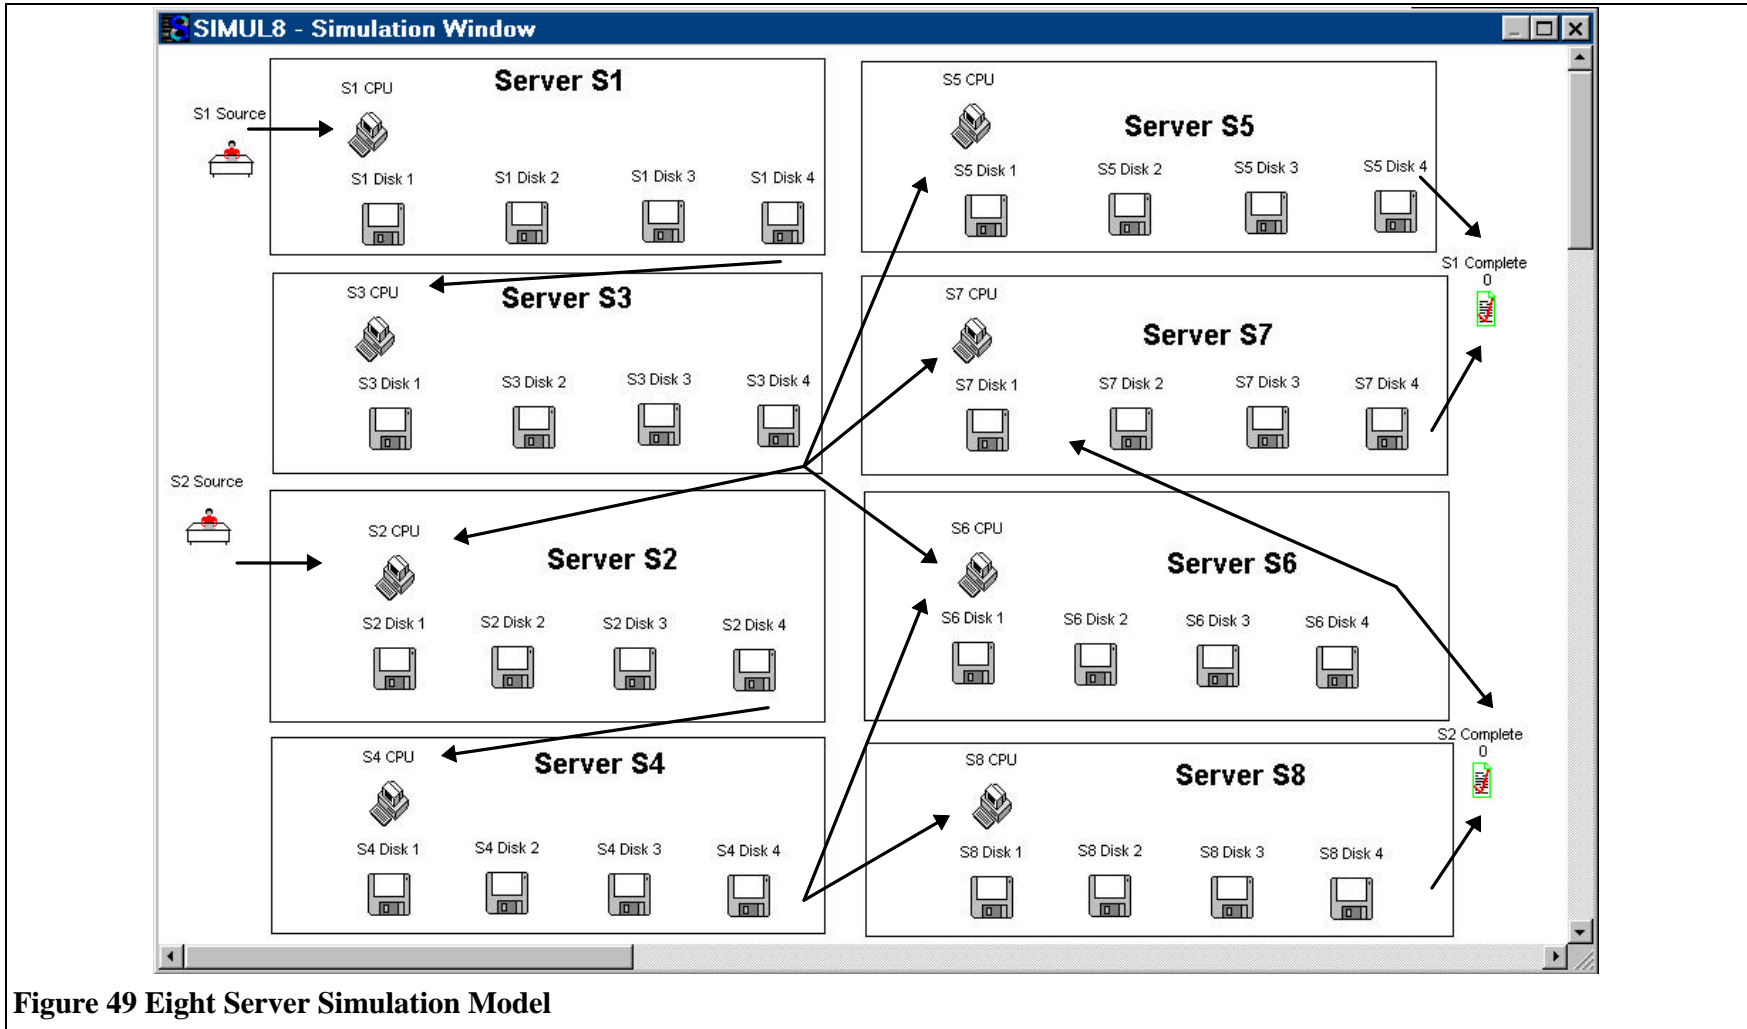 SIMUL8 - Simulation Window
S1 Source
S1 CPU
Server S1
S1 Disk 1
S1 Disk 2
S1 Disk 3
S1 Disk 4
S5 CPU
Server S5
S5 Disk 1
S5 Disk 2
S5 Disk 3
S5 Disk 4
S1 Complete
0
S3 CPU
Server S3
S3 Disk 1
S3 Disk 2
S3 Disk 3
S3 Disk 4
S7 CPU
Server S7
S7 Disk 1
S7 Disk 2
S7 Disk 3
S7 Disk 4
S2 Source
S2 CPU
Server S2
S2 Disk 1
S2 Disk 2
S2 Disk 3
S2 Disk 4
S6 CPU
Server S6
S6 Disk 1
S6 Disk 2
S6 Disk 3
S6 Disk 4
S2 Complete
0
S4 CPU
Server S4
S4 Disk 1
S4 Disk 2
S4 Disk 3
S4 Disk 4
S8 CPU
Server S8
S8 Disk 1
S8 Disk 2
S8 Disk 3
S8 Disk 4
Figure 49 Eight Server Simulation Model